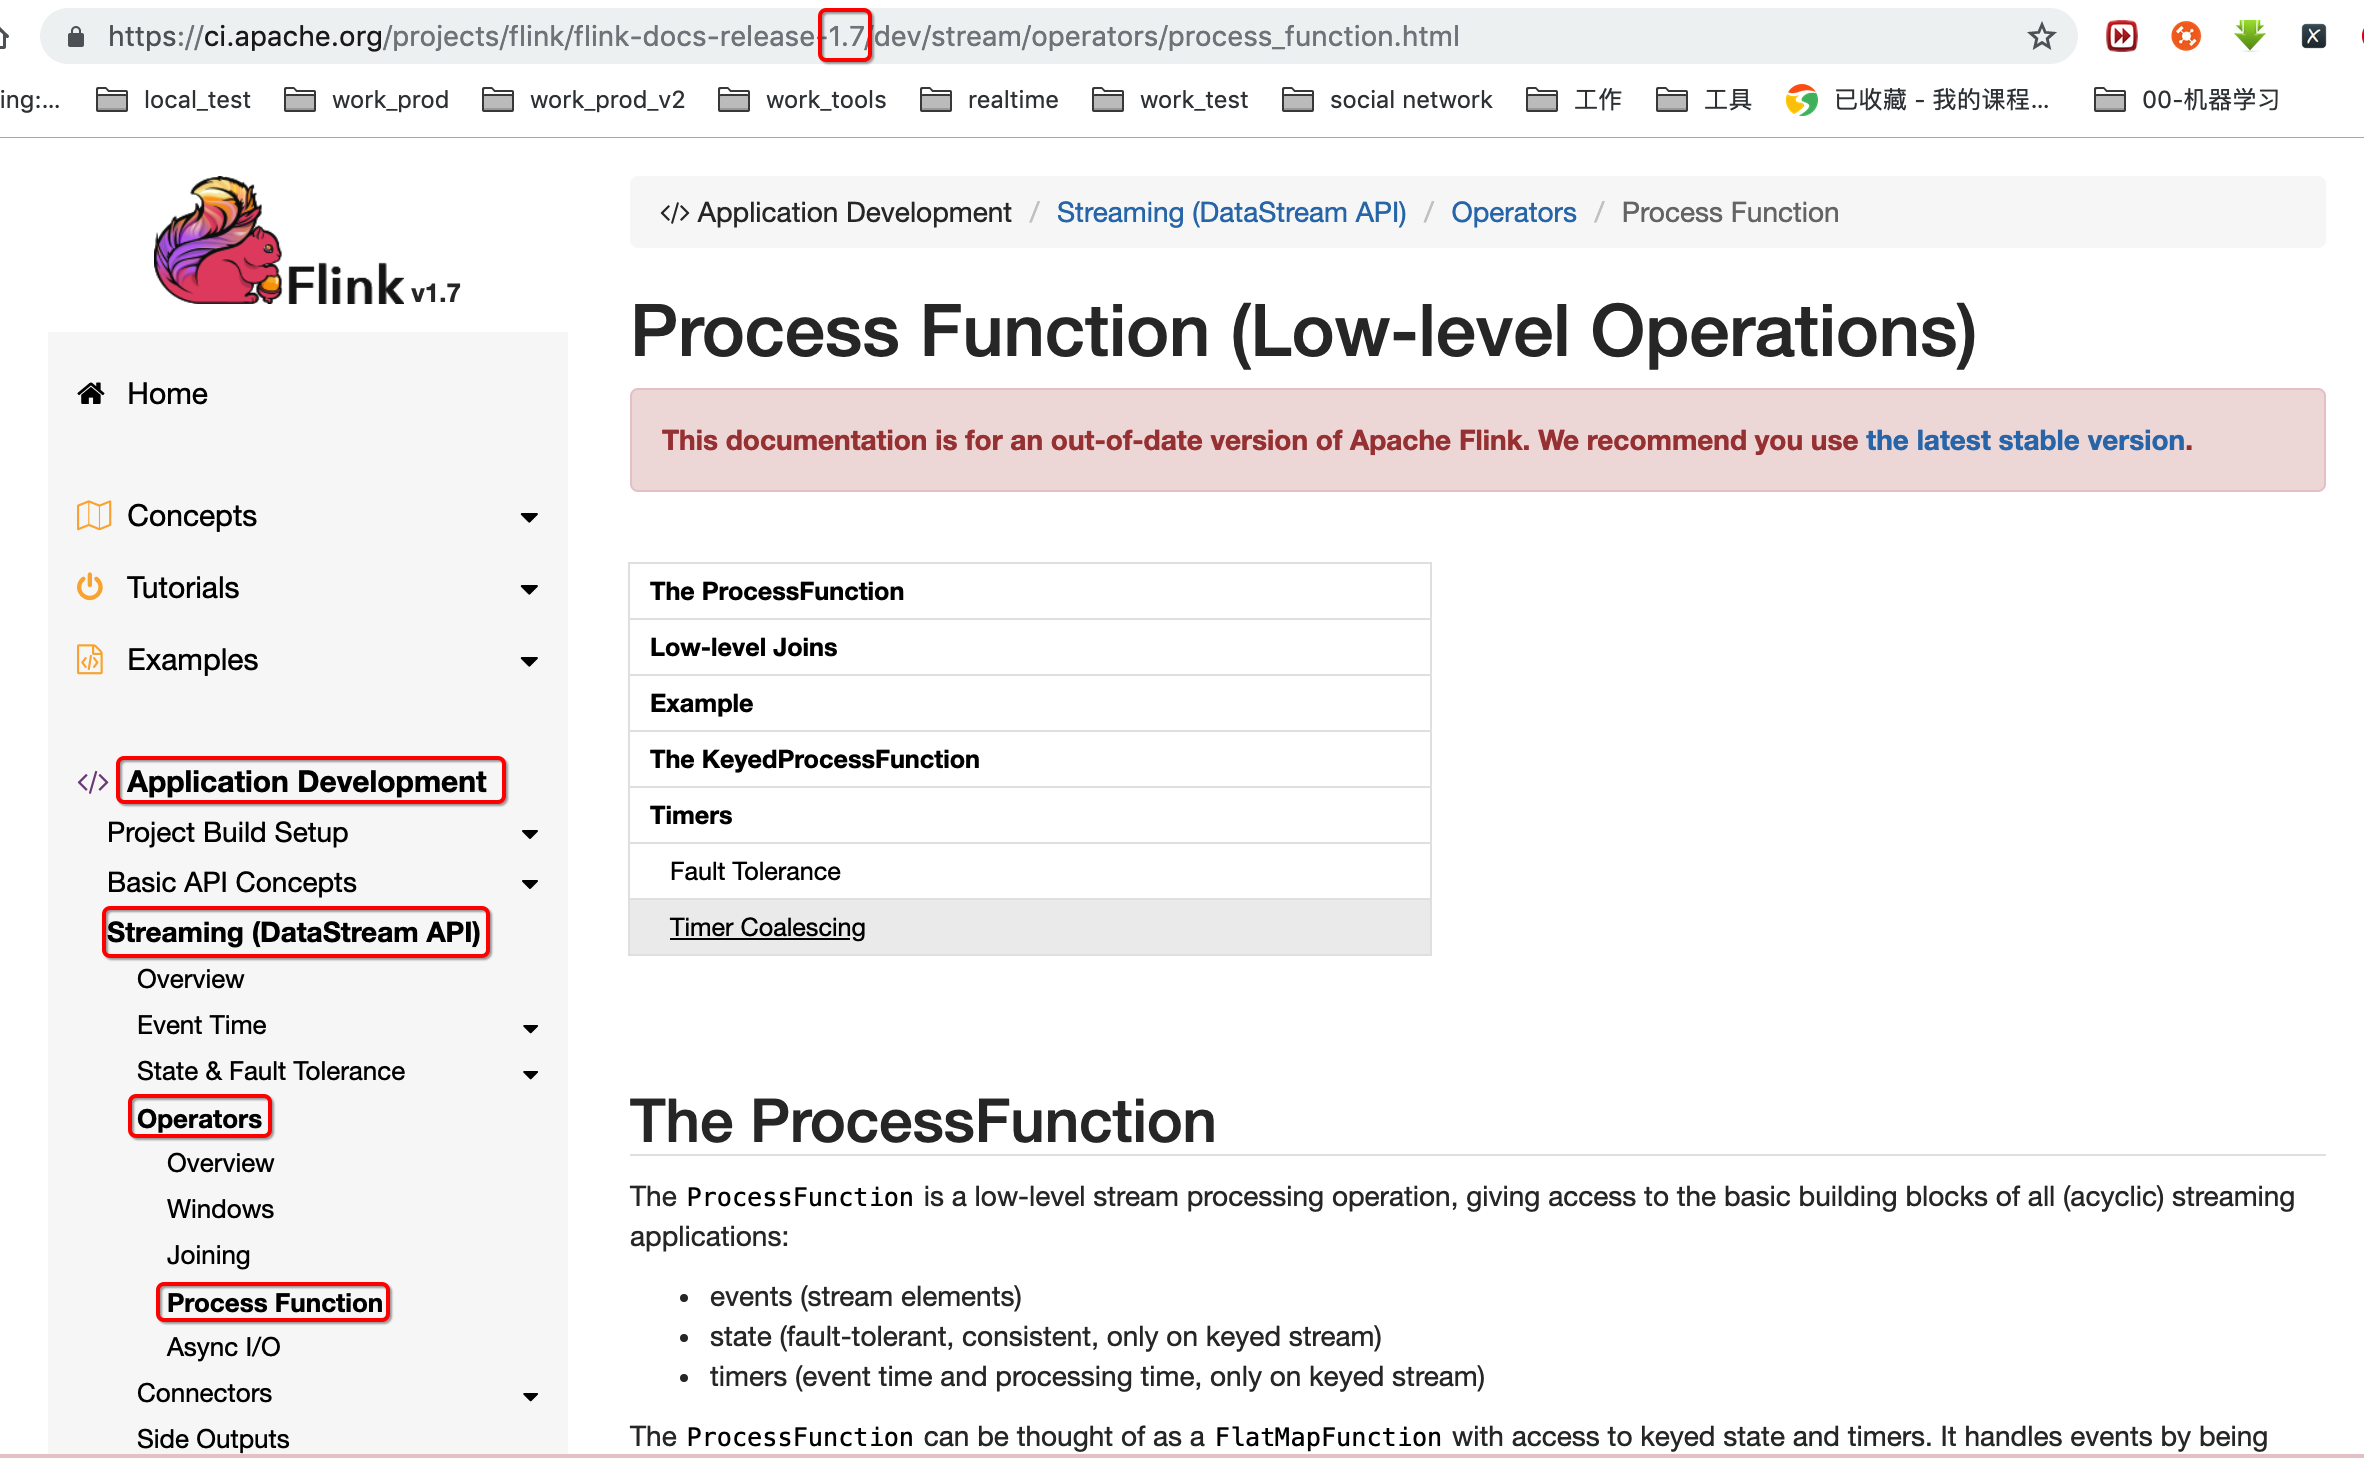 https://ci.apache.org/projects/flink/flink-docs-release-1.7/dev/stream/operators/process_function.html
ing:... local_test work_prod work_prod_v2 work_tools realtime work_test social network 工作 工具 已收藏 - 我的课程... 00-机器学习
Flink v1.7
Home
Concepts
Tutorials
Examples
</> Application Development
Project Build Setup
Basic API Concepts
Streaming (DataStream API)
Overview
Event Time
State & Fault Tolerance
Operators
Overview
Windows
Joining
Process Function
Async I/O
Connectors
Side Outputs
</> Application Development / Streaming (DataStream API) / Operators / Process Function
Process Function (Low-level Operations)
This documentation is for an out-of-date version of Apache Flink. We recommend you use the latest stable version.
The ProcessFunction
Low-level Joins
Example
The KeyedProcessFunction
Timers
Fault Tolerance
Timer Coalescing
The ProcessFunction
The ProcessFunction is a low-level stream processing operation, giving access to the basic building blocks of all (acyclic) streaming
applications:
• events (stream elements)
• state (fault-tolerant, consistent, only on keyed stream)
• timers (event time and processing time, only on keyed stream)
The ProcessFunction can be thought of as a FlatMapFunction with access to keyed state and timers. It handles events by being